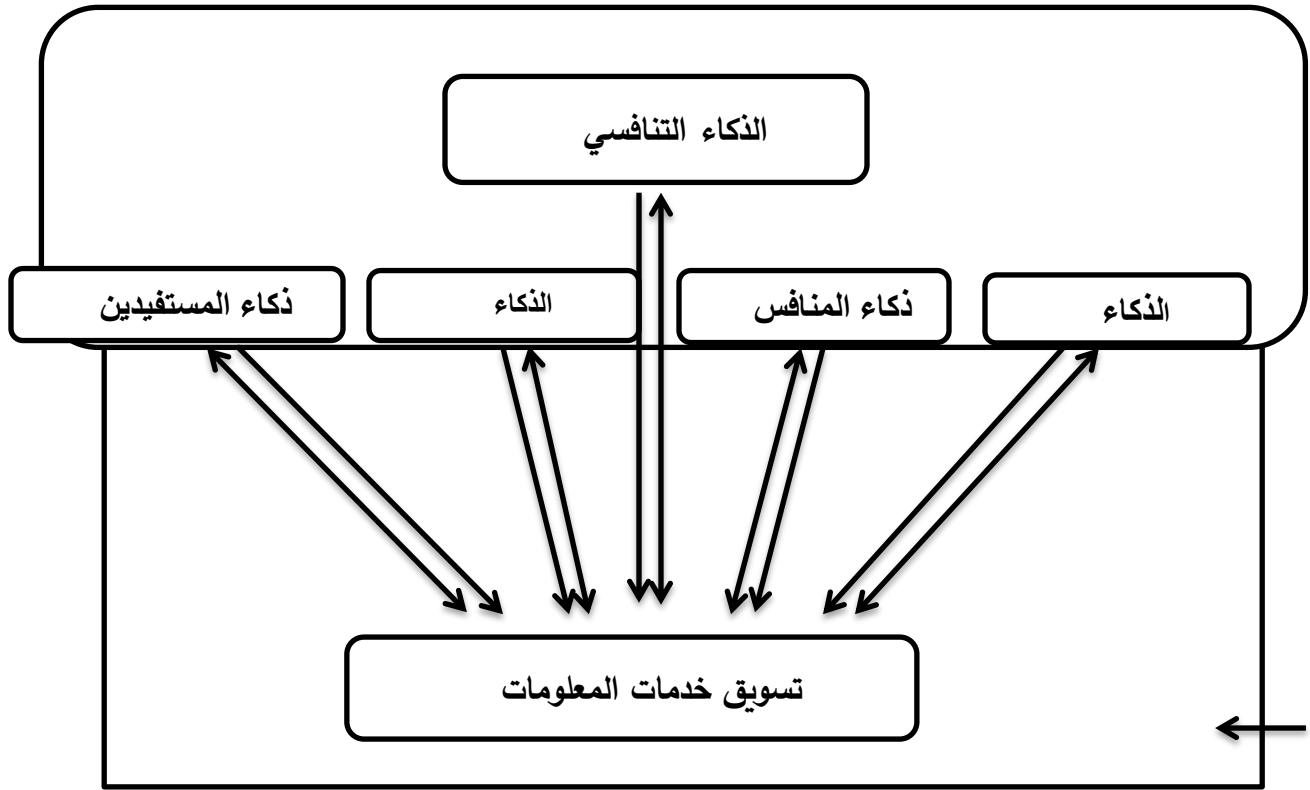 الذكاء التنافسي
الذكاء
ذكاء المنافس
الذكاء
ذكاء المستفيدين
تسويق خدمات المعلومات